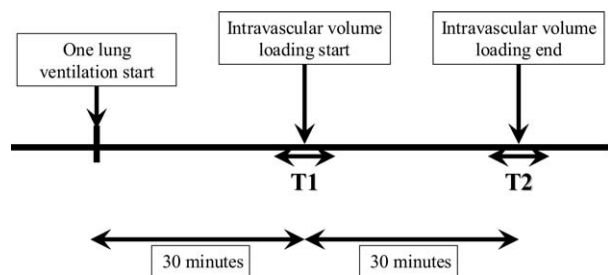 One lung
ventilation start
Intravascular volume
loading start
Intravascular volume
loading end
T1
T2
30 minutes
30 minutes